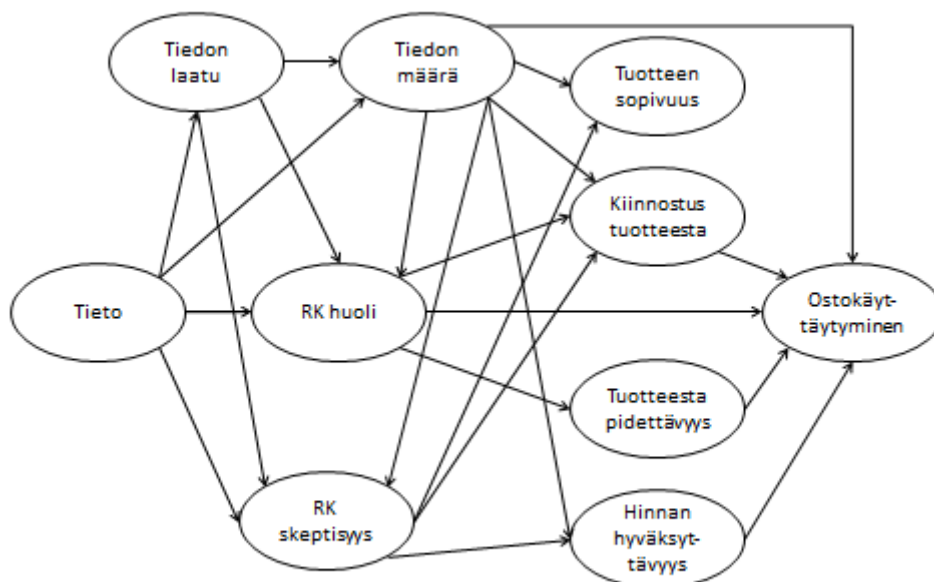 Tiedon
laatu
Tiedon
määrä
Tuotteen
sopivuus
Kiinnostus
tuotteesta
Tieto
RK huoli
Ostokäyt-
täytyminen
Tuotteesta
pidettävyys
RK
skeptisyys
Hinnan
hyväksyt-
tävyys